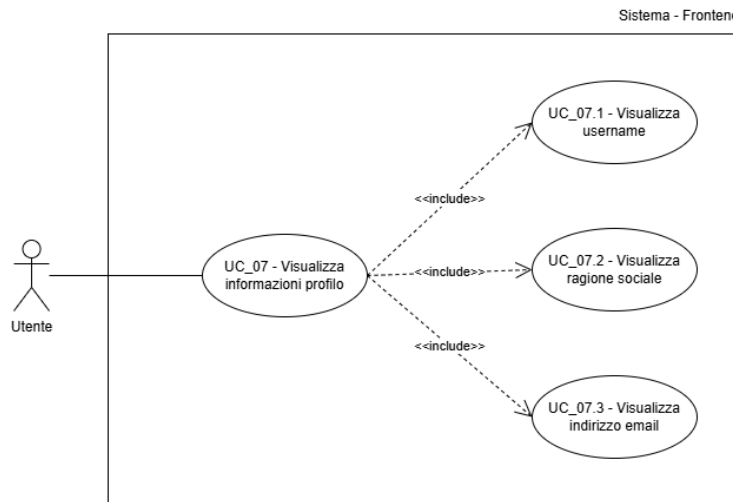 Sistema - Frontend
UC_07.1 - Visualizza
username
<<include>>
UC_07 - Visualizza
informazioni profilo
<<include>>
UC_07.2 - Visualizza
ragione sociale
Utente
<<include>>
UC_07.3 - Visualizza
indirizzo email